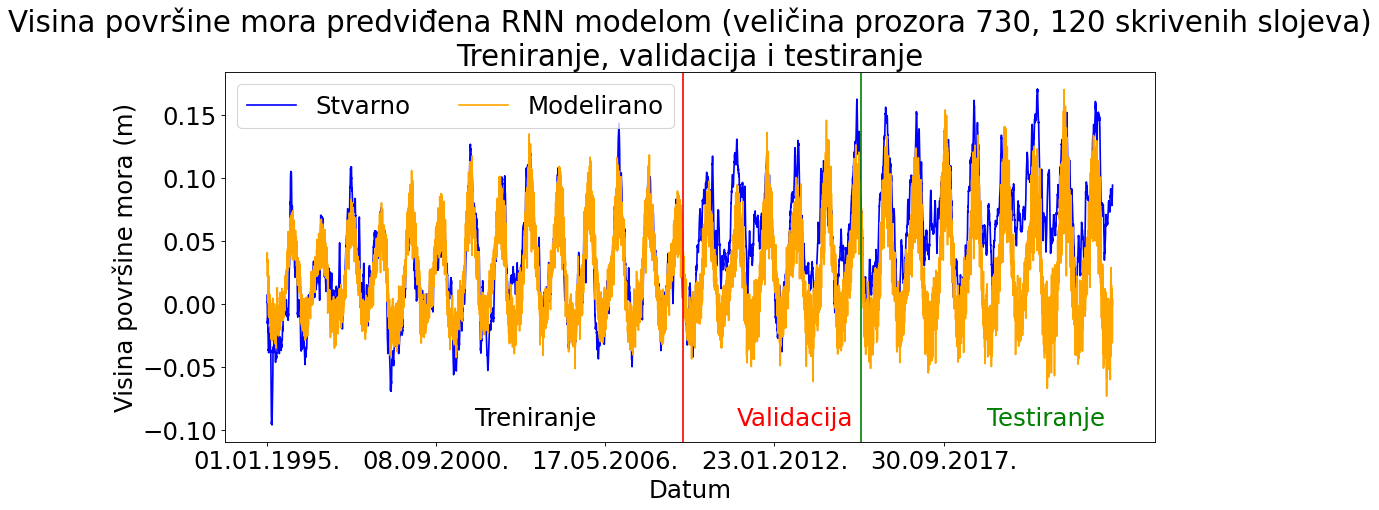 Visina površine mora predviđena RNN modelom (veličina prozora 730, 120 skrivenih slojeva)
Treniranje, validacija i testiranje
Stvarno
Modelirano
Visina površine mora (m)
0.15
0.10
0.05
0.00
−0.05
−0.10
Treniranje
Validacija
Testiranje
01.01.1995.
08.09.2000.
17.05.2006.
23.01.2012.
30.09.2017.
Datum